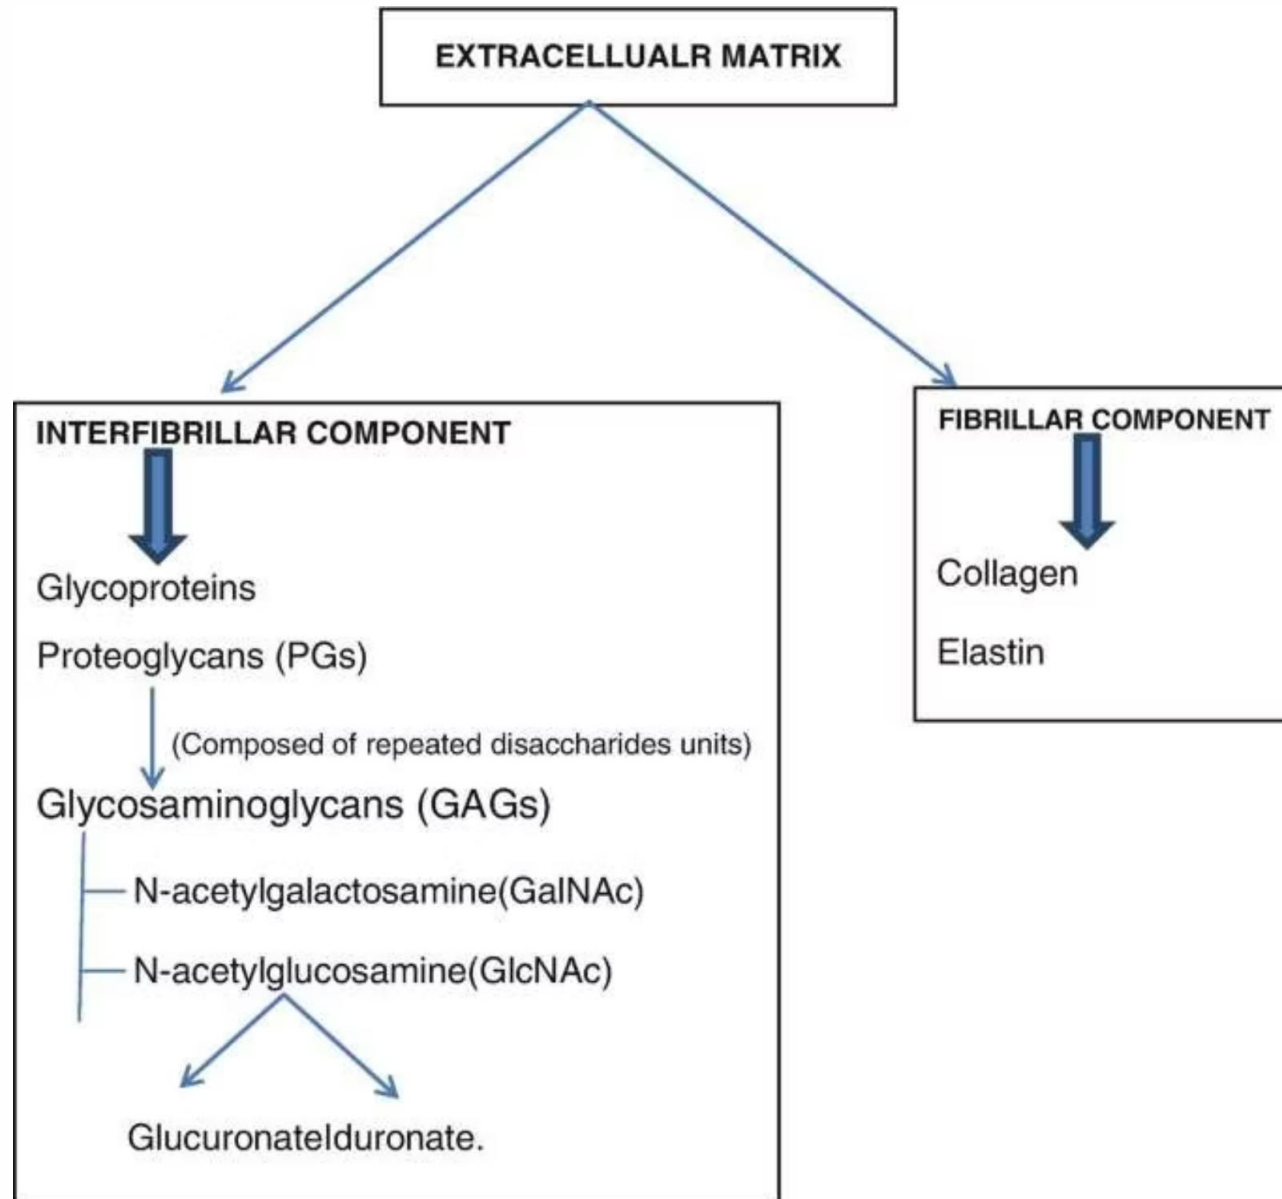 EXTRACELLUALR MATRIX
INTERFIBRILLAR COMPONENT
Glycoproteins
Proteoglycans (PGs)
(Composed of repeated disaccharides units)
Glycosaminoglycans (GAGs)
N-acetylgalactosamine(GalNAc)
N-acetylglucosamine(GlcNAc)
GlucuronateIduronate.
FIBRILLAR COMPONENT
Collagen
Elastin